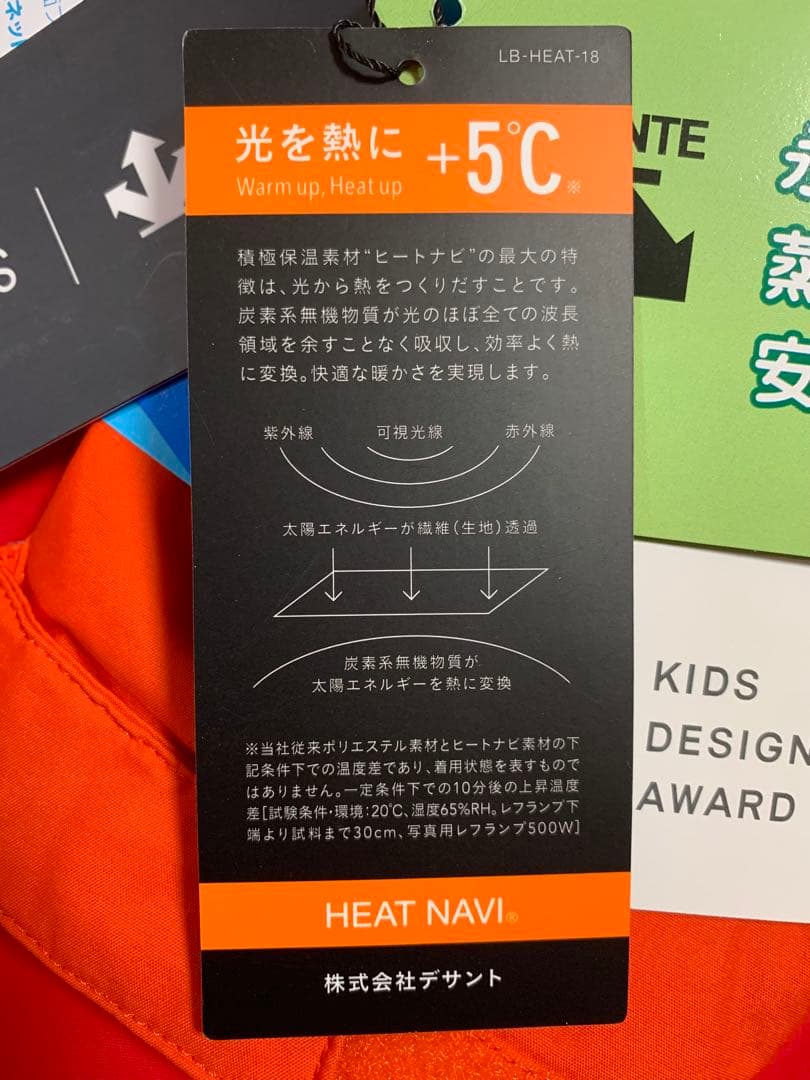 LB-HEAT-18
光を熱に +5℃※
Warm up, Heat up
積極保温素材“ヒートナビ”の最大の特
徴は、光から熱をつくりだすことです。
炭素系無機物質が光のほぼ全ての波長
領域を余すことなく吸収し、効率よく熱
に変換。快適な暖かさを実現します。
紫外線 可視光線 赤外線
太陽エネルギーが繊維(生地)透過
炭素系無機物質が
太陽エネルギーを熱に変換
※当社従来ポリエステル素材とヒートナビ素材の下
記条件下での温度差であり、着用状態を表すもので
はありません。一定条件下での10分後の上昇温度
差[試験条件・環境:20℃、湿度65%RH。レフランプ下
端より試料まで30cm、写真用レフランプ500W]
HEAT NAVI®
株式会社デサント
NTE
蒸
安
KIDS
DESIGN
AWARD